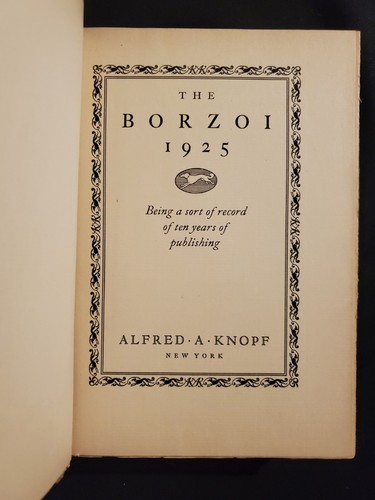 THE
BORZOI
1925
Being a sort of record
of ten years of
publishing
ALFRED · A · KNOPF
NEW YORK